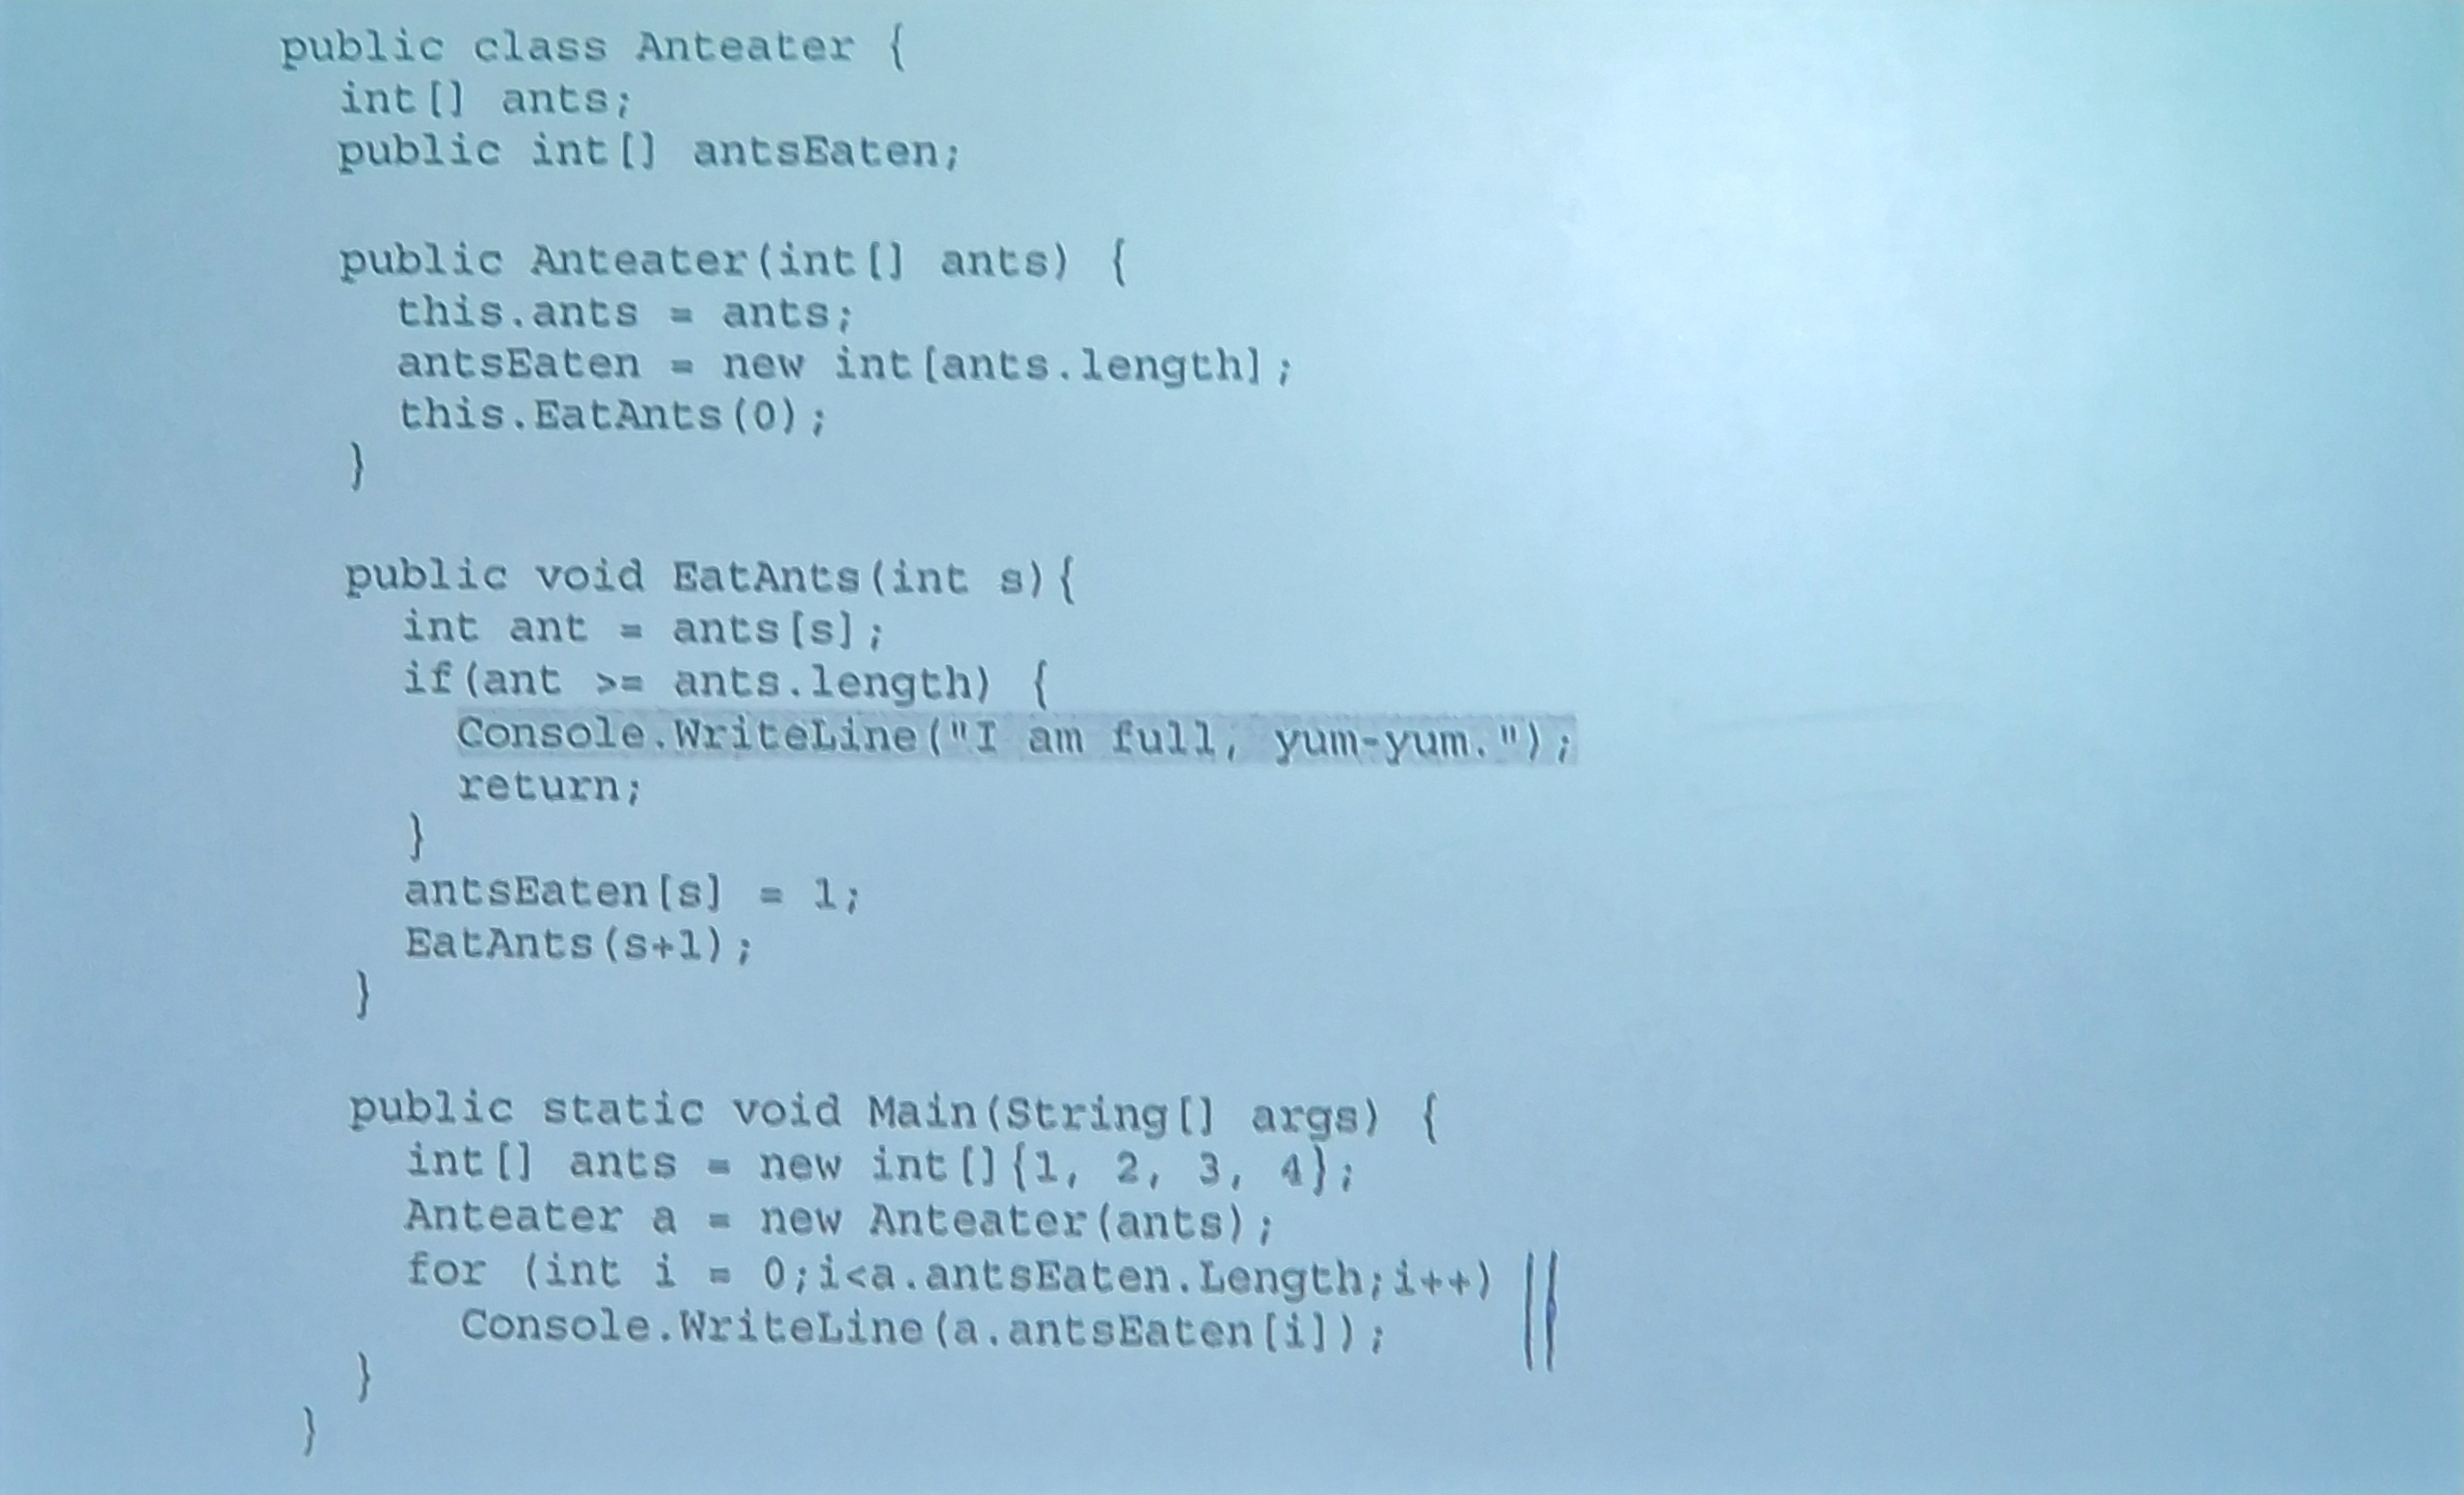 public class Anteater {
int[] ants;
public int[] antsEaten;
public Anteater(int[] ants) {
this.ants = ants;
antsEaten = new int[ants.length];
this.EatAnts(0);
}
public void EatAnts(int s){
int ant = ants[s];
if(ant >= ants.length) {
Console.WriteLine("I am full, yum-yum.");
return;
}
antsEaten[s] = 1;
EatAnts(s+1);
}
public static void Main(String[] args) {
int[] ants = new int[]{1, 2, 3, 4};
Anteater a = new Anteater(ants);
for (int i = 0;i<a.antsEaten.Length;i++)
Console.WriteLine(a.antsEaten[i]);
}
}